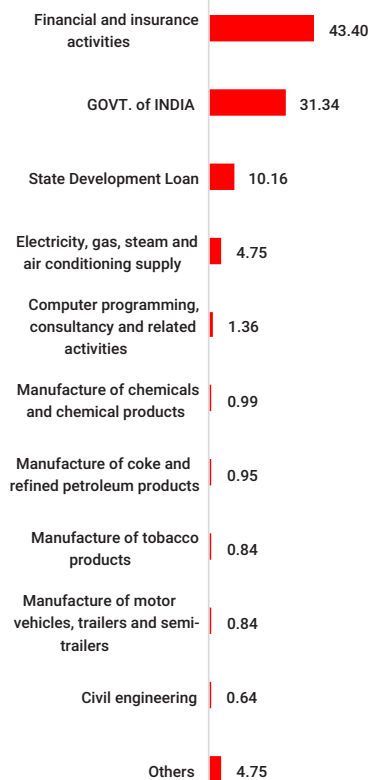 Financial and insurance
activities
43.40
GOVT. of INDIA
31.34
State Development Loan
10.16
Electricity, gas, steam and
air conditioning supply
4.75
Computer programming,
consultancy and related
activities
1.36
Manufacture of chemicals
and chemical products
0.99
Manufacture of coke and
refined petroleum products
0.95
Manufacture of tobacco
products
0.84
Manufacture of motor
vehicles, trailers and semi-
trailers
0.84
Civil engineering
0.64
Others
4.75